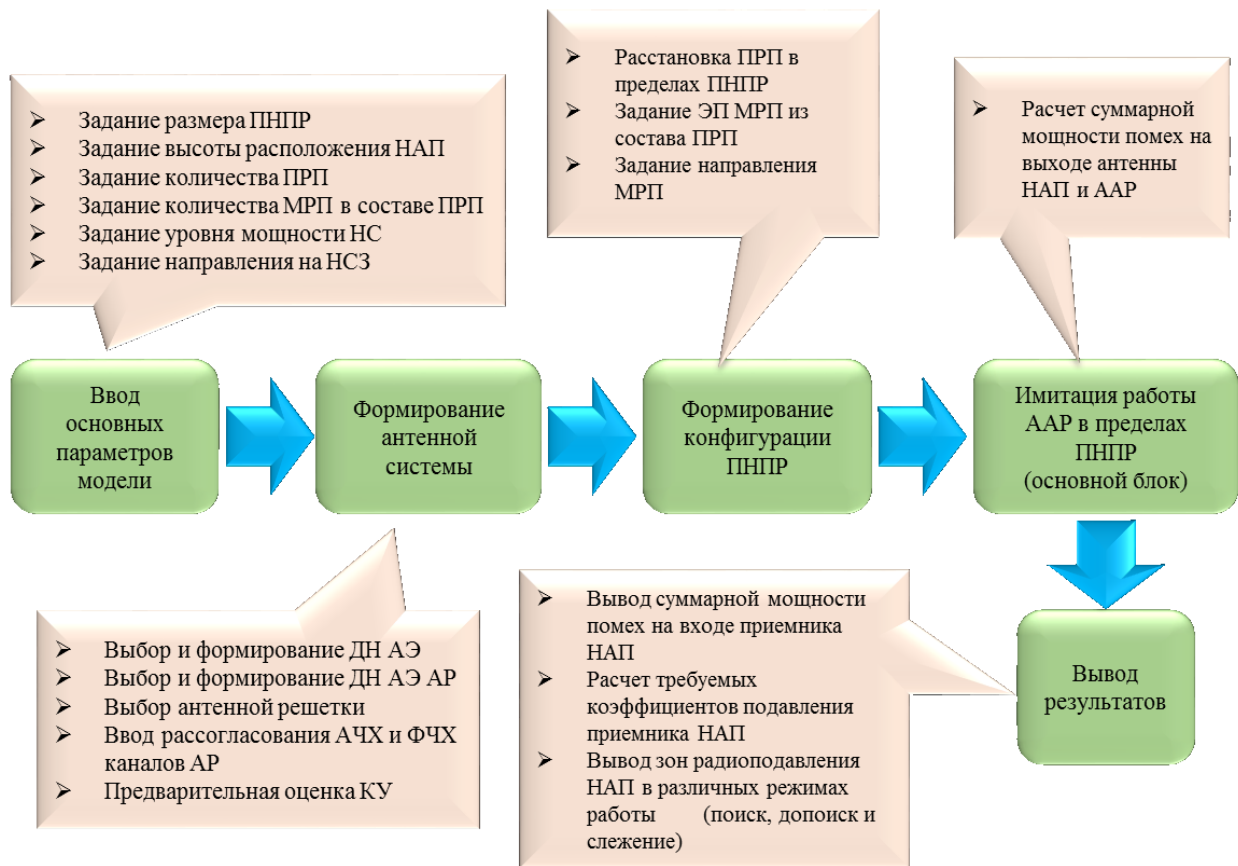 ➢ Задание размера ПНПР
➢ Задание высоты расположения НАП
➢ Задание количества ПРП
➢ Задание количества МРП в составе ПРП
➢ Задание уровня мощности НС
➢ Задание направления на НСЗ
➢ Расстановка ПРП в
пределах ПНПР
➢ Задание ЭП МРП из
состава ПРП
➢ Задание направления
МРП
➢ Расчет суммарной
мощности помех на
выходе антенны
НАП и ААР
Ввод
основных
параметров
модели
Формирование
антенной
системы
Формирование
конфигурации
ПНПР
Имитация работы
ААР в пределах
ПНПР
(основной блок)
➢ Выбор и формирование ДН АЭ
➢ Выбор и формирование ДН АЭ АР
➢ Выбор антенной решетки
➢ Ввод рассогласования АЧХ и ФЧХ
каналов АР
➢ Предварительная оценка КУ
➢ Вывод суммарной мощности
помех на входе приемника
НАП
➢ Расчет требуемых
коэффициентов подавления
приемника НАП
➢ Вывод зон радиоподавления
НАП в различных режимах
работы (поиск, допоиск и
слежение)
Вывод
результатов